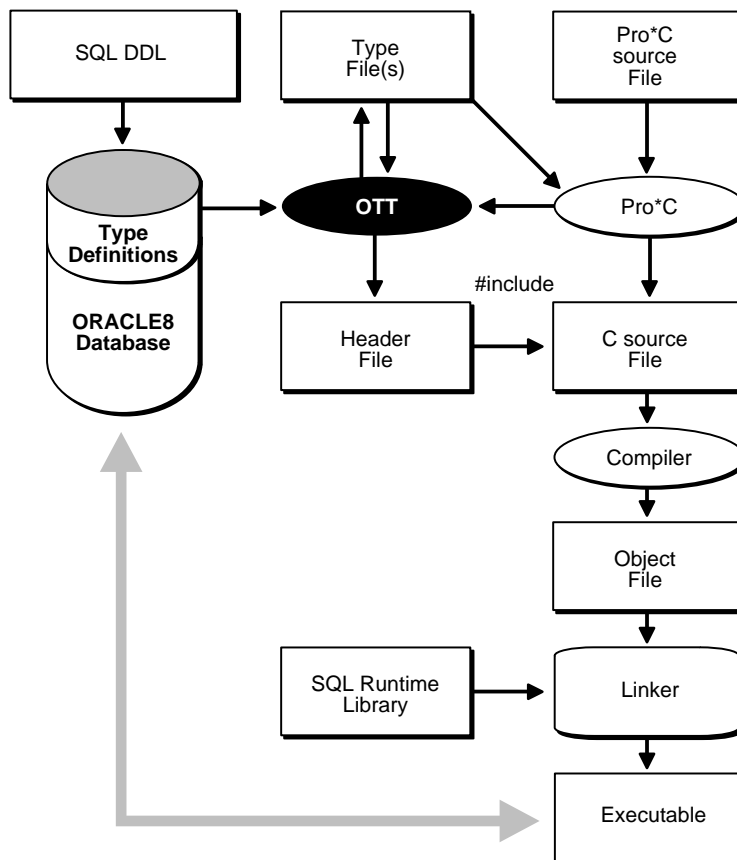 SQL DDL
Type
File(s)
Pro*C
source
File
Type
Definitions
ORACLE8
Database
OTT
Pro*C
#include
Header
File
C source
File
Compiler
Object
File
SQL Runtime
Library
Linker
Executable